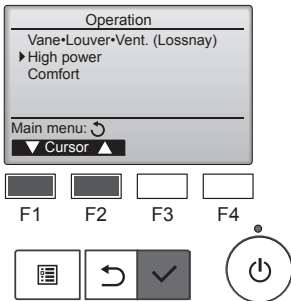 Operation
Vane•Louver•Vent. (Lossnay)
High power
Comfort
Main menu:
Cursor
F1 F2 F3 F4